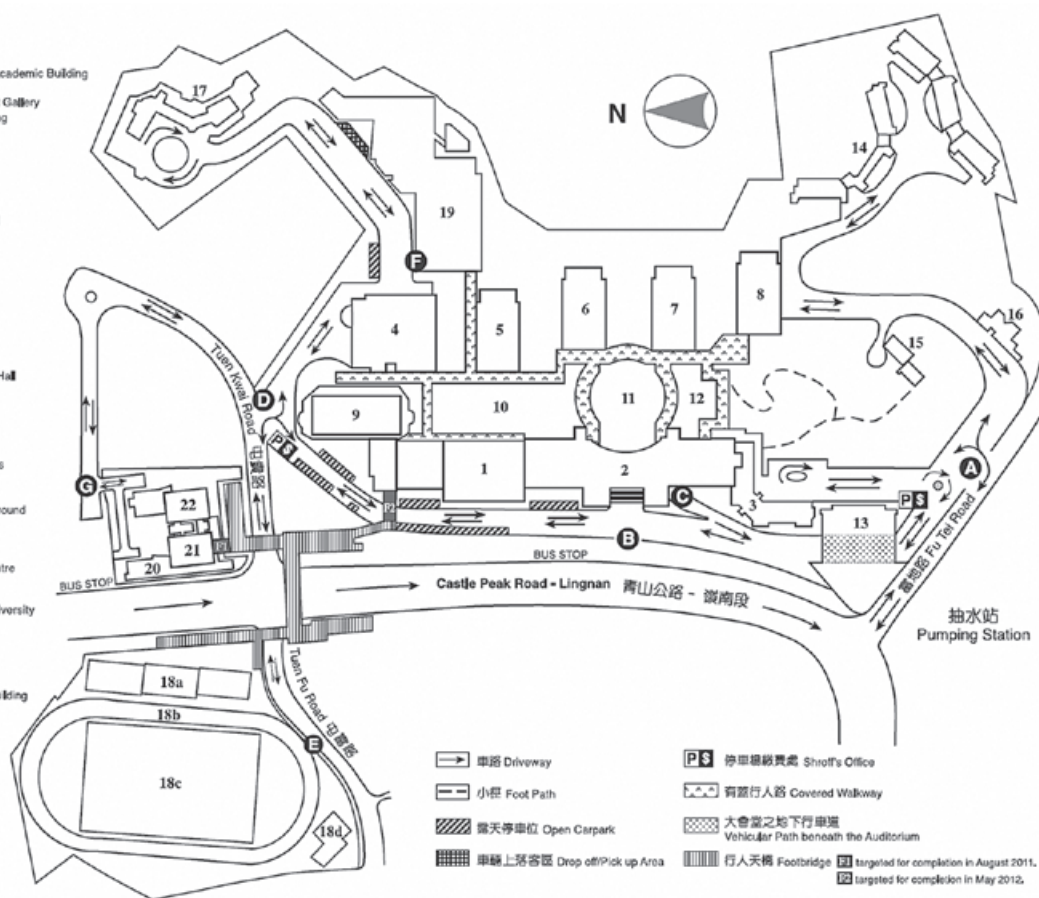 cademic Building
Gallery
Hall
ound
versity
N
17
14
19
F
6
7
8
16
4
5
15
D
9
10
11
12
屯貴路
Tuen Kwai Road
P$
G
1
2
A
C
P$
3
22
13
B
21
20
BUS STOP
BUS STOP
Castle Peak Road - Lingnan 青山公路 - 嶺南段
Fu Tei Road
抽水站
Pumping Station
18a
18b
Tuen Fu Road 屯富路
E
18c
18d
車路 Driveway
小徑 Foot Path
露天停車位 Open Carpark
車輛上落客區 Drop off/Pick up Area
P$ 停車場繳費處 Shroff's Office
有蓋行人路 Covered Walkway
大會堂之地下行車道
Vehicular Path beneath the Auditorium
行人天橋 Footbridge
targeted for completion in August 2011.
targeted for completion in May 2012.